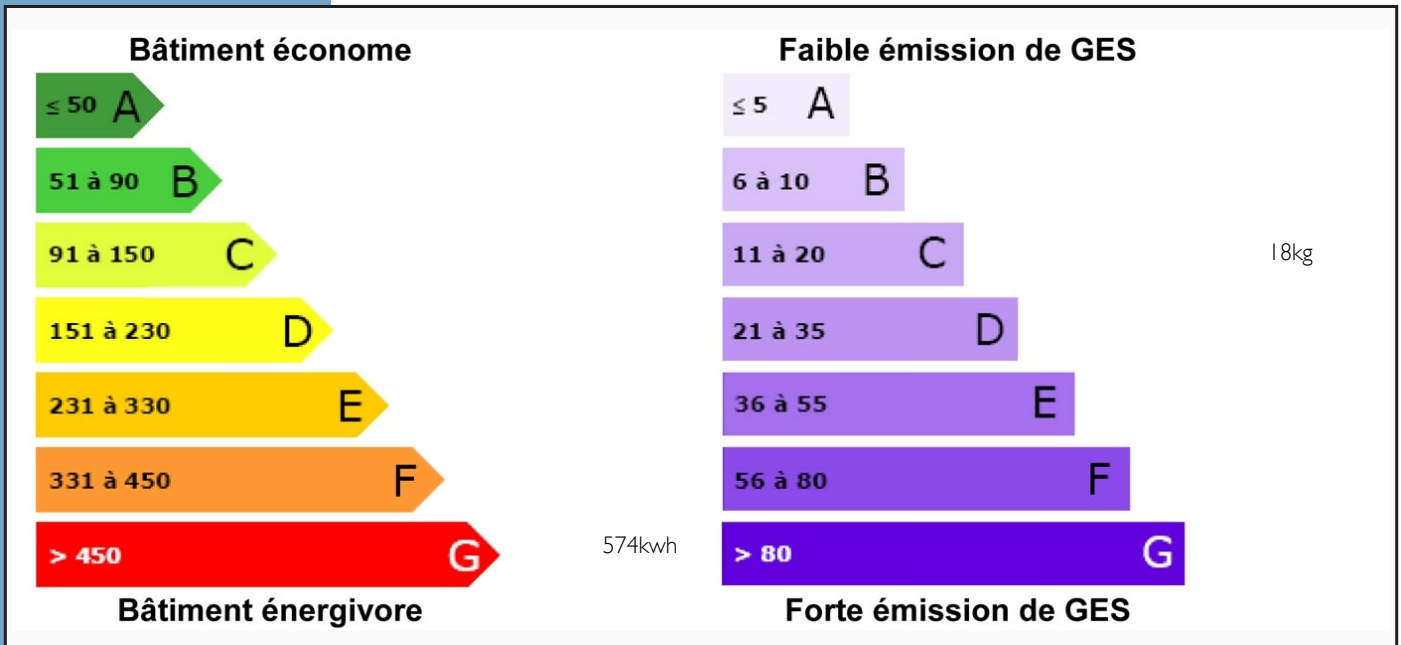 Bâtiment économe
≤ 50 A
51 à 90 B
91 à 150 C
151 à 230 D
231 à 330 E
331 à 450 F
> 450 G
574kwh
Bâtiment énergivore
Faible émission de GES
≤ 5 A
6 à 10 B
11 à 20 C
18kg
21 à 35 D
36 à 55 E
56 à 80 F
> 80 G
Forte émission de GES